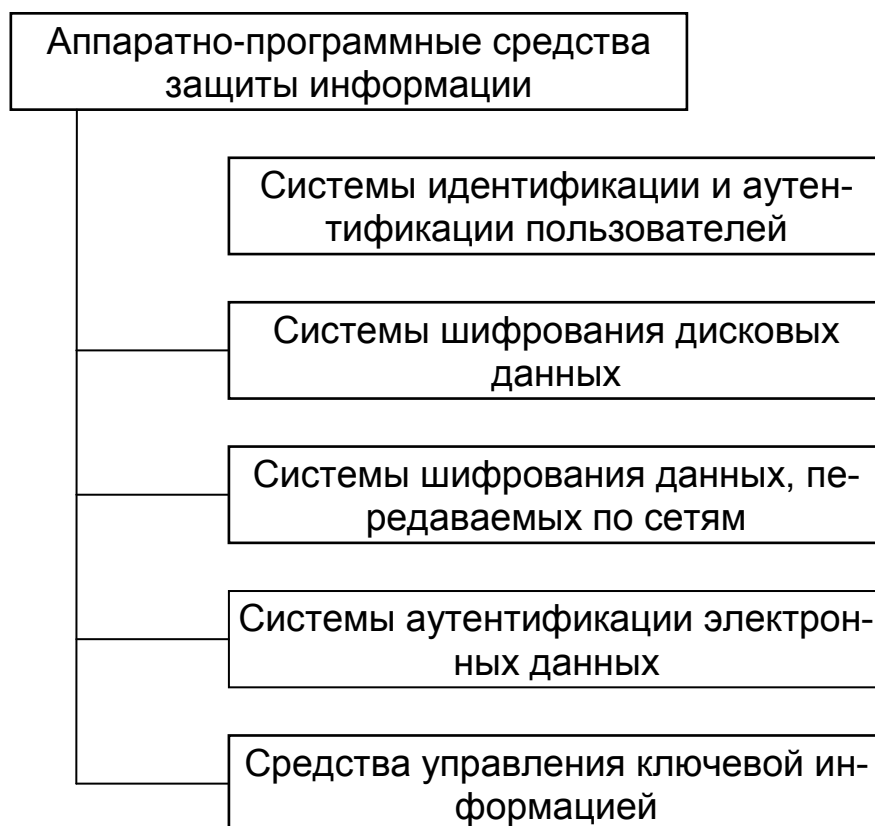 Аппаратно-программные средства
защиты информации
Системы идентификации и аутен-
тификации пользователей
Системы шифрования дисковых
данных
Системы шифрования данных, пе-
редаваемых по сетям
Системы аутентификации электрон-
ных данных
Средства управления ключевой ин-
формацией